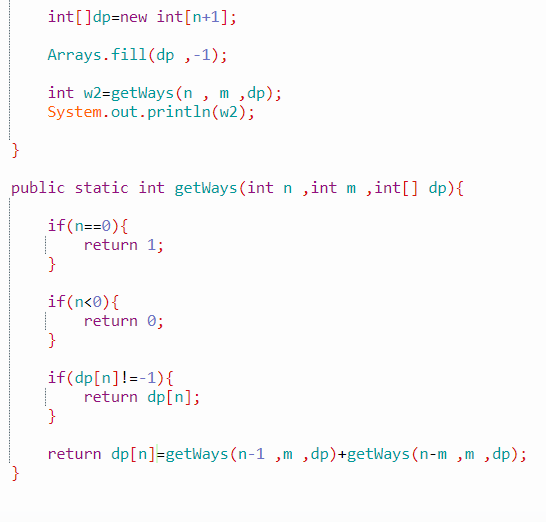 int[]dp=new int[n+1];
Arrays.fill(dp ,-1);
int w2=getWays(n , m ,dp);
System.out.println(w2);
}
public static int getWays(int n ,int m ,int[] dp){
if(n==0){
return 1;
}
if(n<0){
return 0;
}
if(dp[n]!=-1){
return dp[n];
}
return dp[n]=getWays(n-1 ,m ,dp)+getWays(n-m ,m ,dp);
}